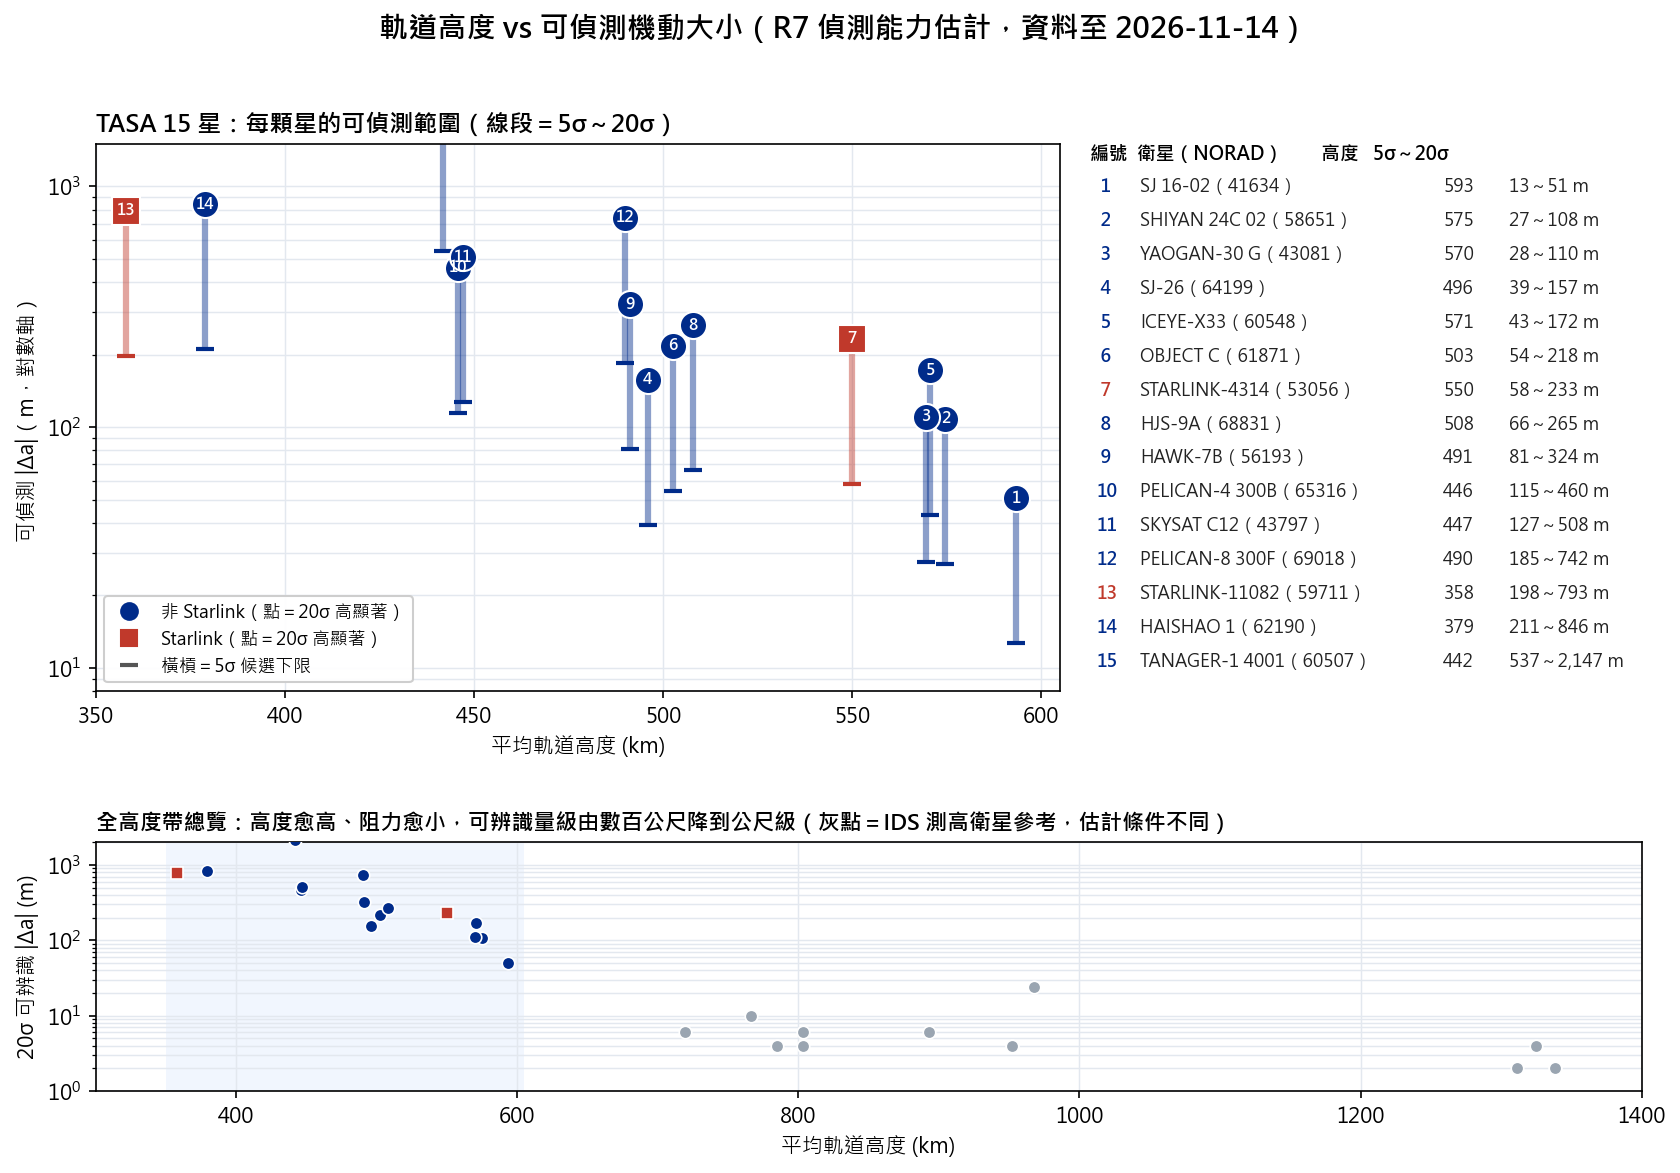 軌道高度 vs 可偵測機動大小（R7 偵測能力估計，資料至 2026-11-14）
TASA 15 星：每顆星的可偵測範圍（線段＝5σ～20σ）
可偵測 |Δa|（m，對數軸）
10³
10²
10¹
13
14
11
10
12
9
4
6
8
7
5
3
2
1
非 Starlink（點＝20σ 高顯著）
Starlink（點＝20σ 高顯著）
橫槓＝5σ 候選下限
350 400 450 500 550 600
平均軌道高度 (km)
編號 衛星（NORAD） 高度 5σ～20σ
1 SJ 16-02（41634） 593 13～51 m
2 SHIYAN 24C 02（58651） 575 27～108 m
3 YAOGAN-30 G（43081） 570 28～110 m
4 SJ-26（64199） 496 39～157 m
5 ICEYE-X33（60548） 571 43～172 m
6 OBJECT C（61871） 503 54～218 m
7 STARLINK-4314（53056） 550 58～233 m
8 HJS-9A（68831） 508 66～265 m
9 HAWK-7B（56193） 491 81～324 m
10 PELICAN-4 300B（65316） 446 115～460 m
11 SKYSAT C12（43797） 447 127～508 m
12 PELICAN-8 300F（69018） 490 185～742 m
13 STARLINK-11082（59711） 358 198～793 m
14 HAISHAO 1（62190） 379 211～846 m
15 TANAGER-1 4001（60507） 442 537～2,147 m
全高度帶總覽：高度愈高、阻力愈小，可辨識量級由數百公尺降到公尺級（灰點＝IDS 測高衛星參考，估計條件不同）
20σ 可辨識 |Δa| (m)
10³
10²
10¹
10⁰
400 600 800 1000 1200 1400
平均軌道高度 (km)